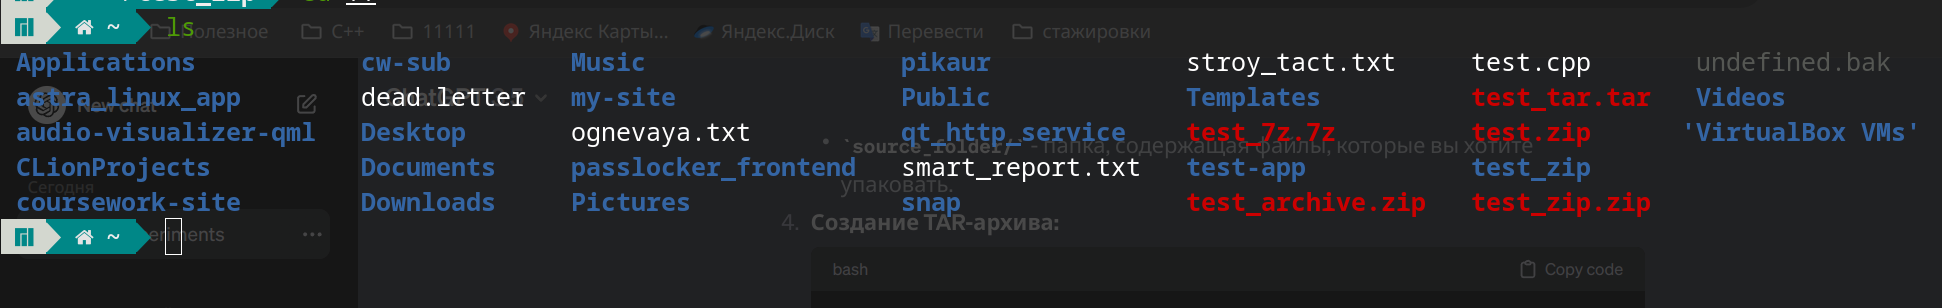 ~ ls
Полезное C++ 11111 Яндекс Карты... Яндекс.Диск Перевести стажировки
Applications cw-sub Music pikaur stroy_tact.txt test.cpp undefined.bak
astra_linux_app dead.letter my-site Public Templates test_tar.tar Videos
New chat
audio-visualizer-qml Desktop ognevaya.txt qt_http_service test_7z.7z test.zip 'VirtualBox VMs'
`source_folder/` - папка, содержащая файлы, которые вы хотите
упаковать.
CLionProjects Documents passlocker_frontend smart_report.txt test-app test_zip
Сегодня
coursework-site Downloads Pictures snap test_archive.zip test_zip.zip
4. Создание TAR-архива:
~
bash Copy code